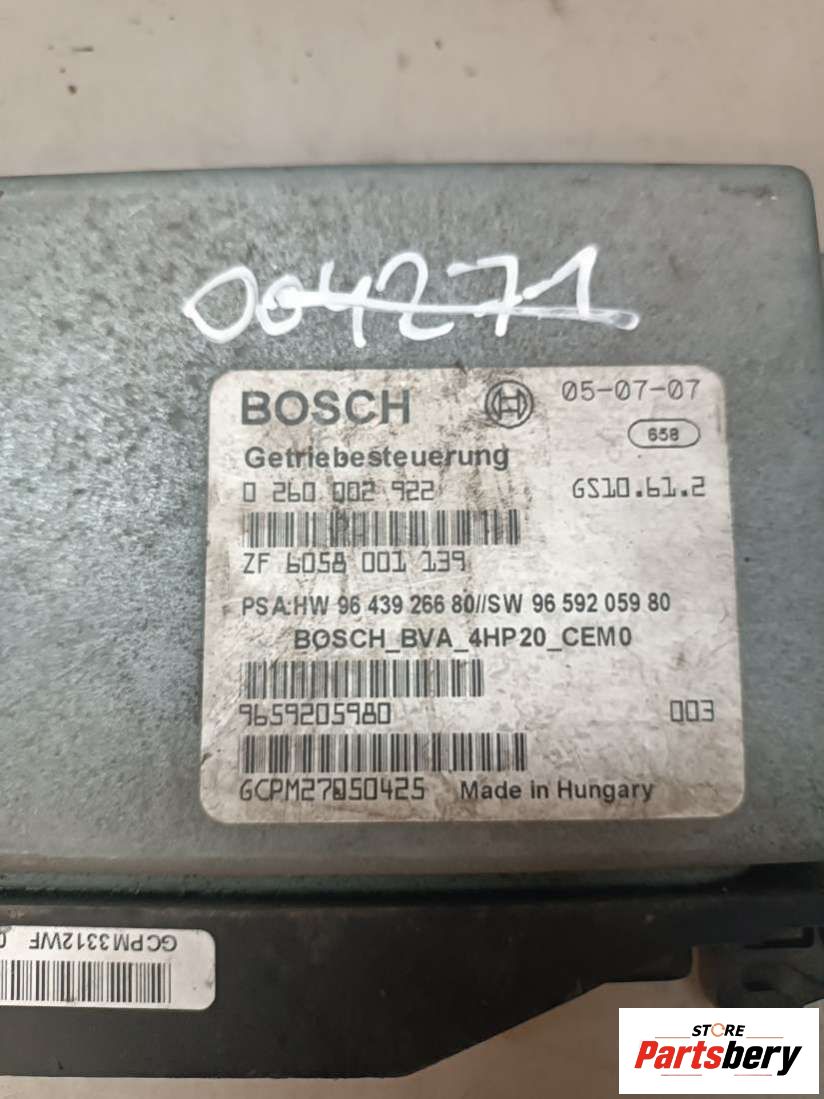 004271
BOSCH 05-07-07
658
Getriebesteuerung
0 260 002 922 GS10.61.2
ZF 6058 001 139
PSA:HW 96 439 266 80//SW 96 592 059 80
BOSCH_BVA_4HP20_CEM0
9659205980 003
GCPM27050425 Made in Hungary
GCPM3312WF
STORE
Partsbery